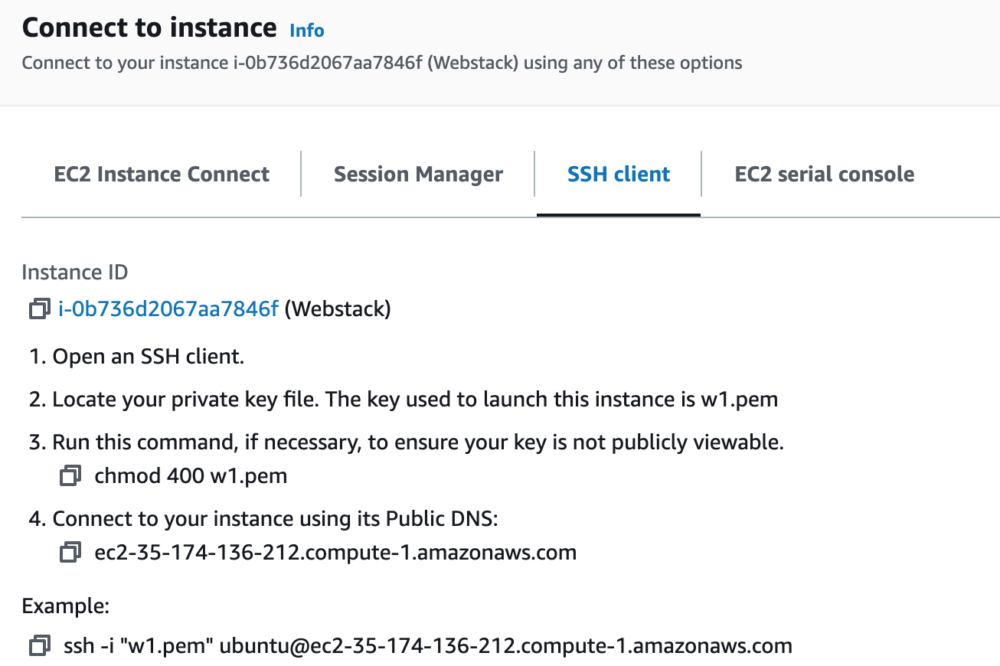 Connect to instance Info
Connect to your instance i-0b736d2067aa7846f (Webstack) using any of these options
EC2 Instance Connect Session Manager SSH client EC2 serial console
Instance ID
i-0b736d2067aa7846f (Webstack)
1. Open an SSH client.
2. Locate your private key file. The key used to launch this instance is w1.pem
3. Run this command, if necessary, to ensure your key is not publicly viewable.
chmod 400 w1.pem
4. Connect to your instance using its Public DNS:
ec2-35-174-136-212.compute-1.amazonaws.com
Example:
ssh -i "w1.pem" ubuntu@ec2-35-174-136-212.compute-1.amazonaws.com